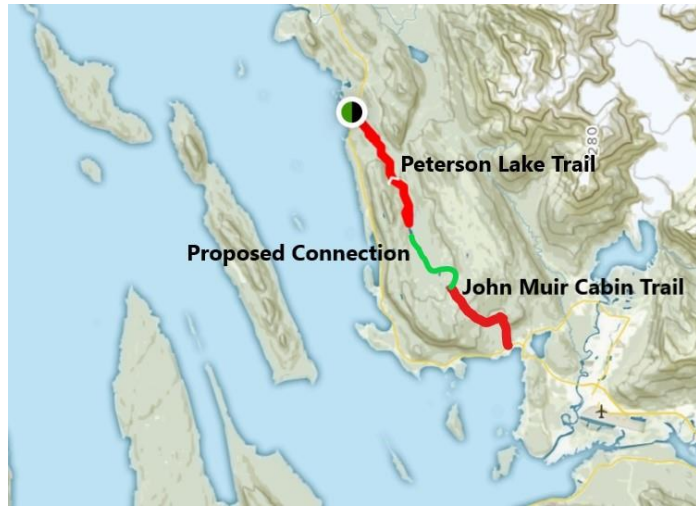 280
Peterson Lake Trail
Proposed Connection
John Muir Cabin Trail